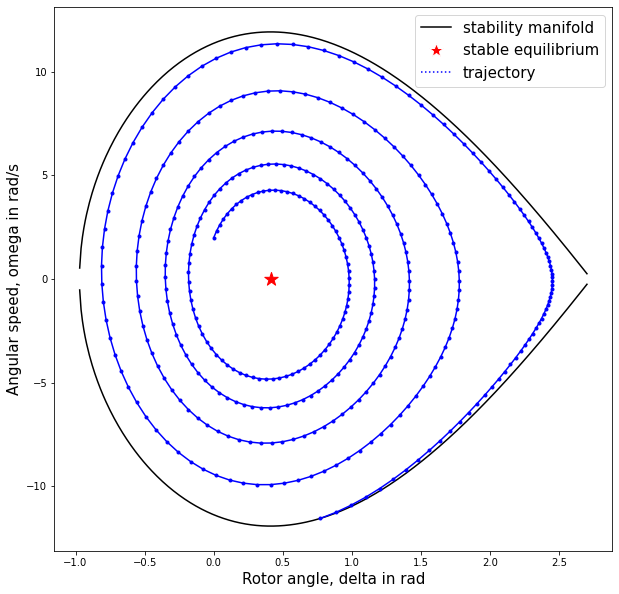 stability manifold
stable equilibrium
trajectory
Angular speed, omega in rad/s
10
5
0
−5
−10
−1.0 −0.5 0.0 0.5 1.0 1.5 2.0 2.5
Rotor angle, delta in rad